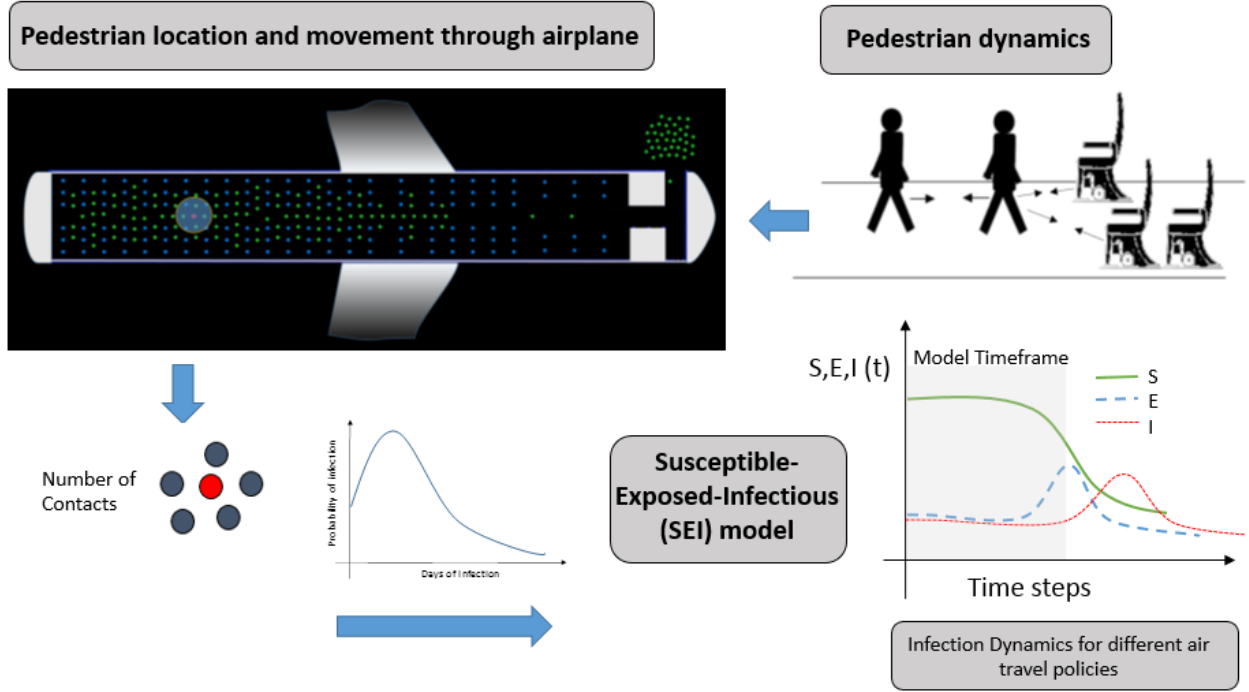 Pedestrian location and movement through airplane
Pedestrian dynamics
Number of
Contacts
Probability of infection
Days of infection
Susceptible-
Exposed-Infectious
(SEI) model
S,E,I (t)
Model Timeframe
S
E
I
Time steps
Infection Dynamics for different air
travel policies